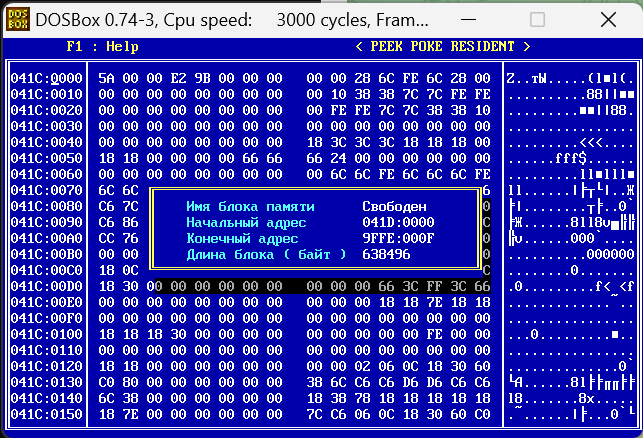 DOSBox 0.74-3, Cpu speed: 3000 cycles, Fram...
F1 : Help < PEEK POKE RESIDENT >
041C:0000 5A 00 00 E2 9B 00 00 00 00 00 28 6C FE 6C 28 00 Z..тЫ.....(l■l(.
041C:0010 00 00 00 00 00 00 00 00 00 10 38 38 7C 7C FE FE ..........88||■■
041C:0020 00 00 00 00 00 00 00 00 00 FE FE 7C 7C 38 38 10 .........■■||88.
041C:0030 00 00 00 00 00 00 00 00 00 00 00 00 00 00 00 00 ................
041C:0040 00 00 00 00 00 00 00 00 18 3C 3C 3C 18 18 18 00 .........<<<....
041C:0050 18 18 00 00 00 00 66 66 66 24 00 00 00 00 00 00 ......fff$......
041C:0060 00 00 00 00 00 00 00 00 00 6C 6C FE 6C 6C 6C FE .........ll■lll■
041C:0070 6C 6C
041C:0080 C6 7C
041C:0090 C6 86
041C:00A0 CC 76
041C:00B0 00 00
041C:00C0 18 0C
Имя блока памяти Свободен
Начальный адрес 041D:0000
Конечный адрес 9FFE:000F
Длина блока ( байт ) 638496
041C:00D0 18 30 00 00 00 00 00 00 00 00 00 66 3C FF 3C 66 .0.........f< <f
041C:00E0 00 00 00 00 00 00 00 00 00 00 00 18 18 7E 18 18 .............~..
041C:00F0 00 00 00 00 00 00 00 00 00 00 00 00 00 00 00 00 ................
041C:0100 18 18 18 30 00 00 00 00 00 00 00 00 00 FE 00 00 ...0.........■..
041C:0110 00 00 00 00 00 00 00 00 00 00 00 00 00 00 00 00 ................
041C:0120 18 18 00 00 00 00 00 00 00 00 02 06 0C 18 30 60 ..............0`
041C:0130 C0 80 00 00 00 00 00 00 38 6C C6 C6 D6 D6 C6 C6 └А......8l╞╞╓╓╞╞
041C:0140 6C 38 00 00 00 00 00 00 18 38 78 18 18 18 18 18 l8.......8x.....
041C:0150 18 7E 00 00 00 00 00 00 7C C6 06 0C 18 30 60 C0 .~......|╞...0`└